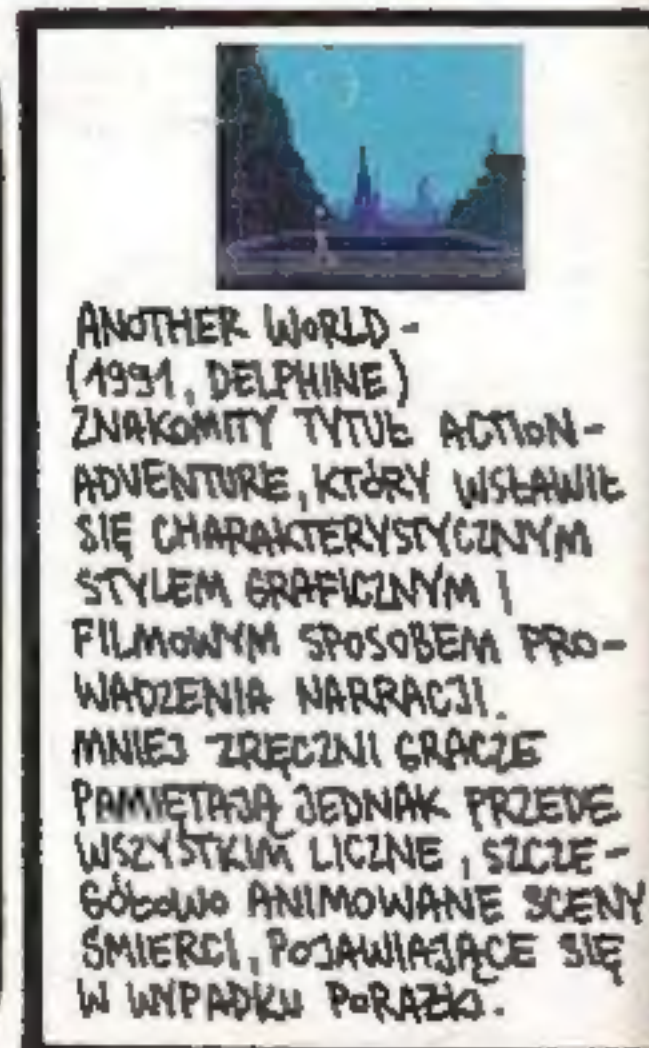 ANOTHER WORLD -
(1991, DELPHINE)
ZNAKOMITY TYTUŁ ACTION-
ADVENTURE, KTÓRY WSŁAWIŁ
SIĘ CHARAKTERYSTYCZNYM
STYLEM GRAFICZNYM I
FILMOWYM SPOSOBEM PRO-
WADZENIA NARRACJI.
MNIEJ ZRĘCZNI GRACZE
PAMIĘTAJĄ JEDNAK PRZEDE
WSZYSTKIM LICZNE, SZCZE-
GÓŁOWO ANIMOWANE SCENY
ŚMIERCI, POJAWIAJĄCE SIĘ
W WYPADKU PORAŻKI.